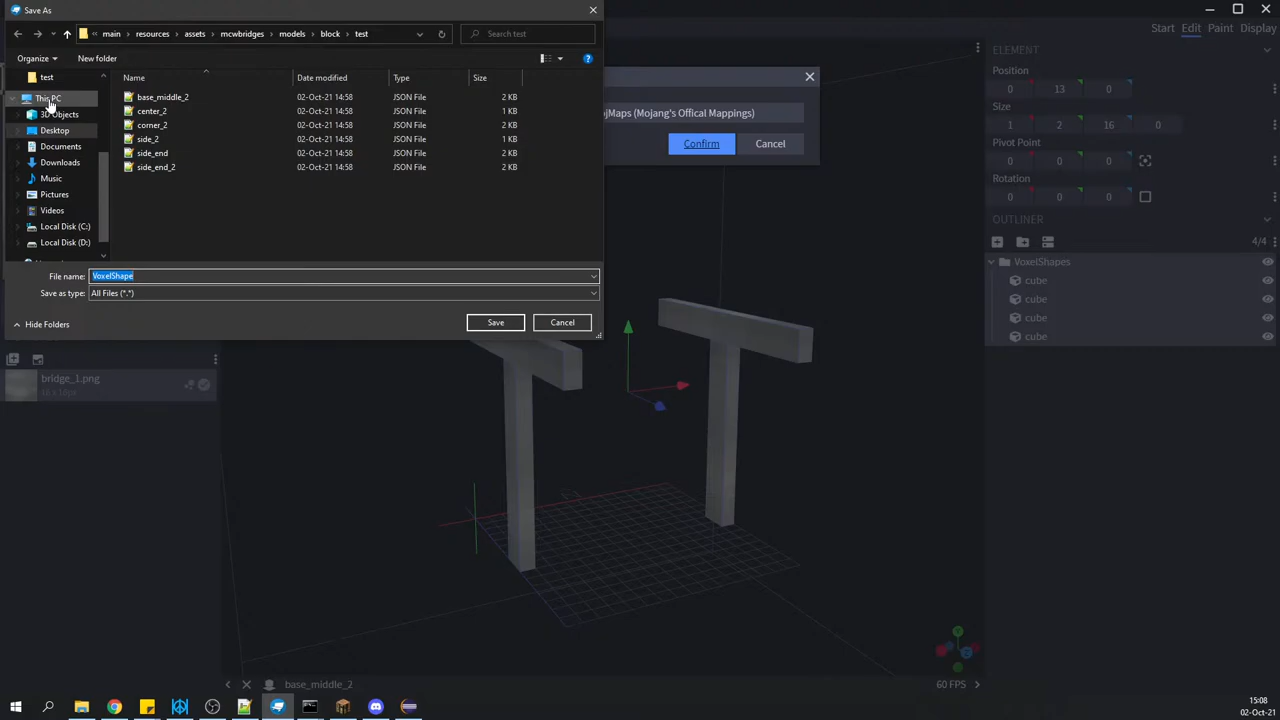 Save As
main > resources > assets > mcwbridges > models > block > test
Search test
Organize
New folder
Start Edit Paint Display
test
This PC
3D Objects
Desktop
Documents
Downloads
Music
Pictures
Videos
Local Disk (C:)
Local Disk (D:)
Name Date modified Type Size
base_middle_2 02-Oct-21 14:58 JSON File 2 KB
center_2 02-Oct-21 14:58 JSON File 1 KB
corner_2 02-Oct-21 14:58 JSON File 2 KB
side_2 02-Oct-21 14:58 JSON File 1 KB
side_end 02-Oct-21 14:58 JSON File 2 KB
side_end_2 02-Oct-21 14:58 JSON File 2 KB
File name: VoxelShape
Save as type: All Files (*.*)
Hide Folders
Save
Cancel
ojMaps (Mojang's Offical Mappings)
Confirm
Cancel
ELEMENT
Position
0 13 0
Size
1 2 16 0
Pivot Point
0 0 0
Rotation
0 0 0
OUTLINER
4/4
VoxelShapes
cube
cube
cube
cube
bridge_1.png
base_middle_2
60 FPS
15:08
02-Oct-21